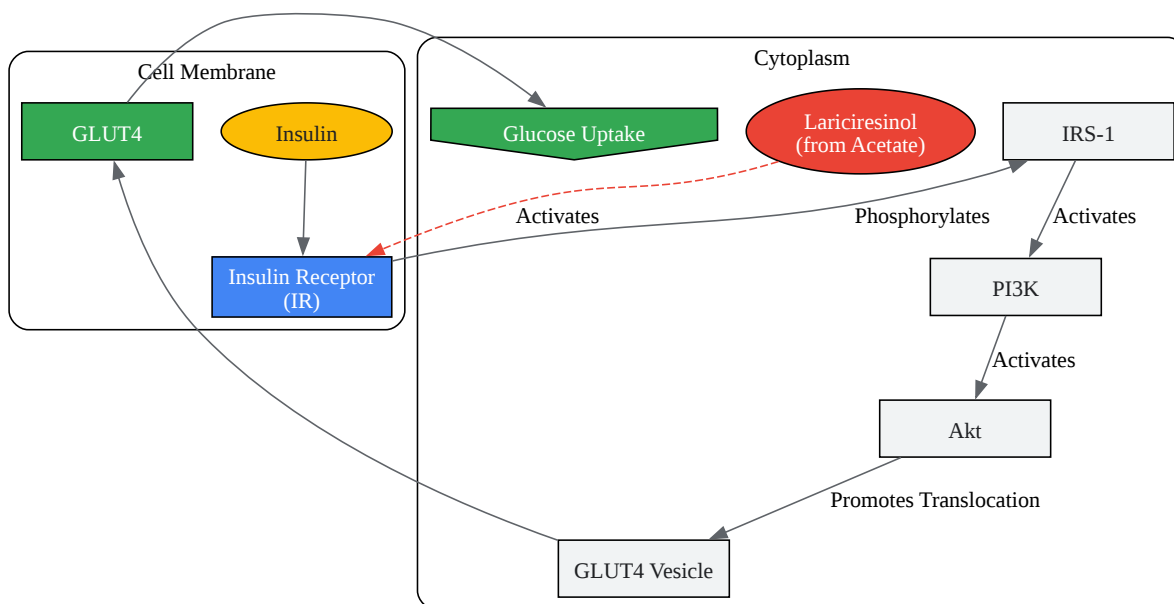 Cell Membrane
Cytoplasm
GLUT4
Insulin
Glucose Uptake
Lariciresinol
(from Acetate)
IRS-1
Activates
Phosphorylates
Activates
Insulin Receptor
(IR)
PI3K
Activates
Akt
Promotes Translocation
GLUT4 Vesicle